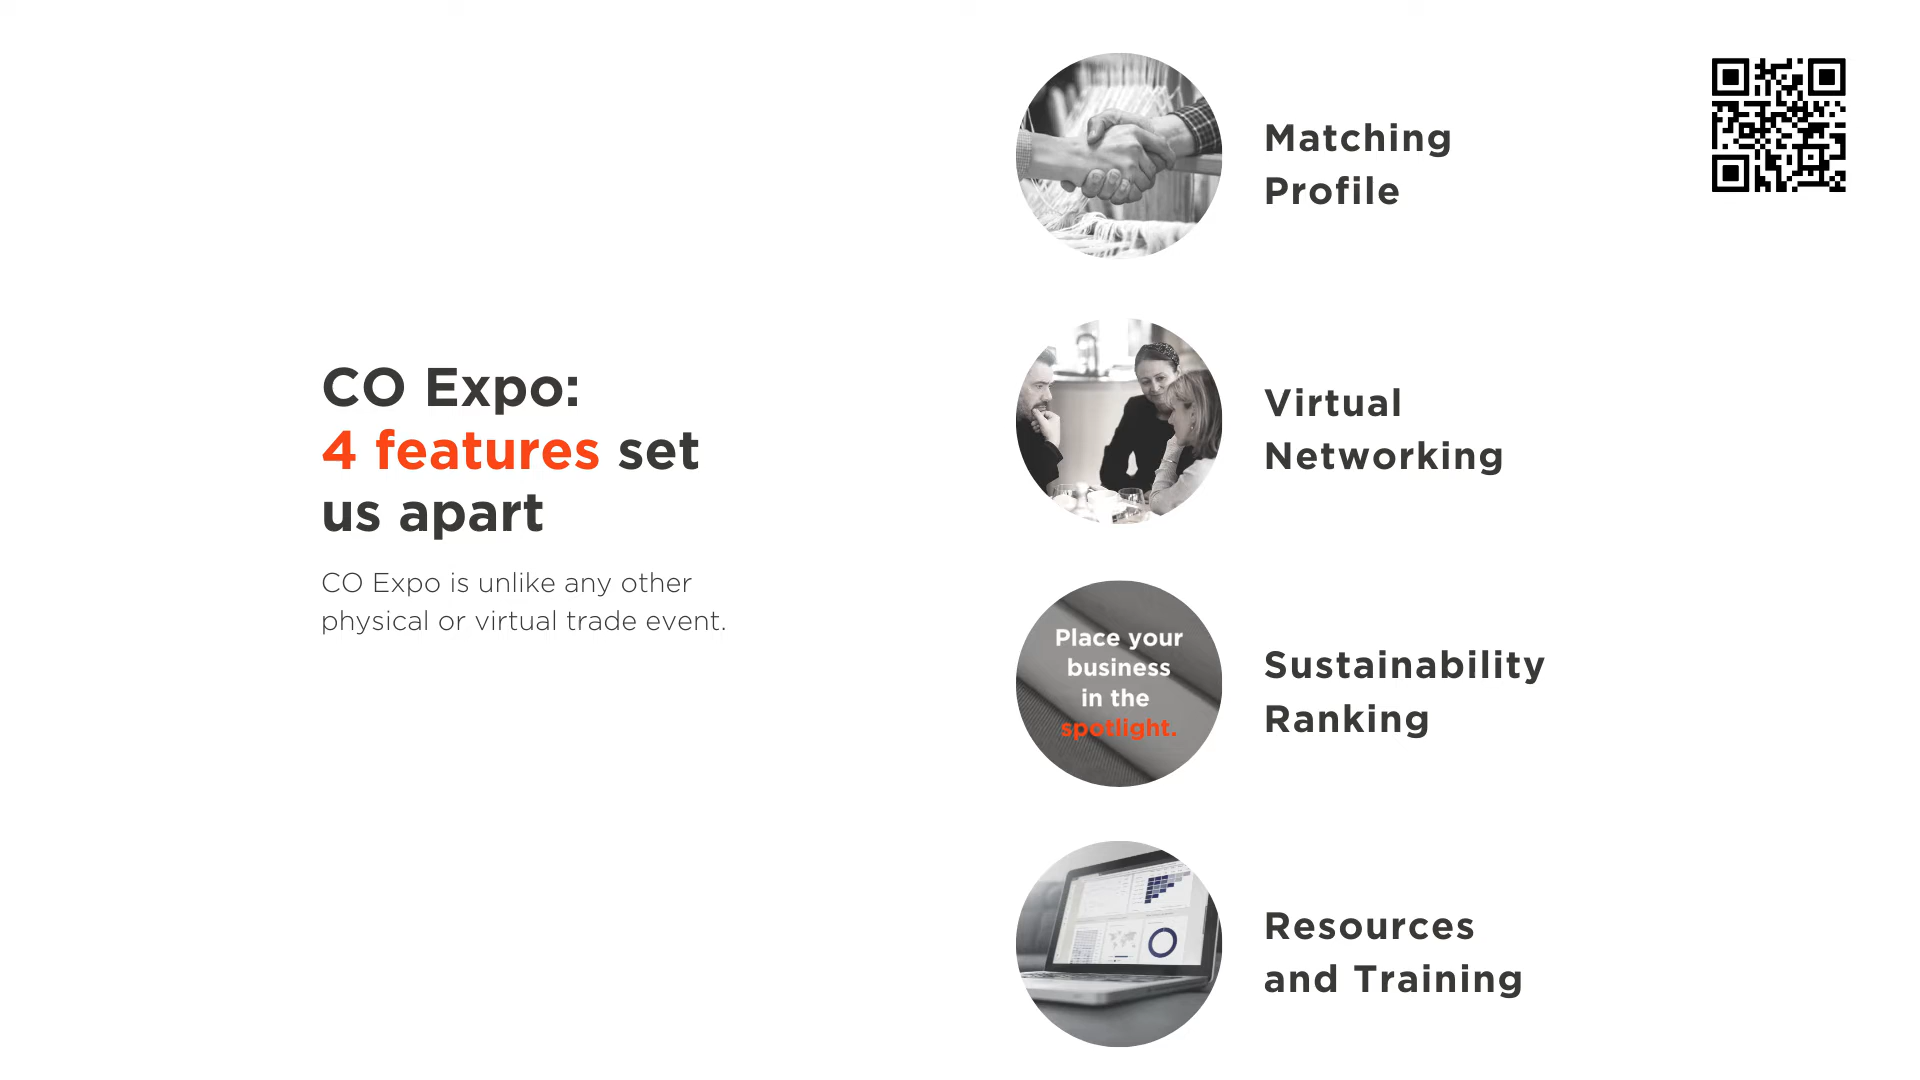 CO Expo:
4 features set
us apart
CO Expo is unlike any other
physical or virtual trade event.
Matching
Profile
Virtual
Networking
Place your
business
in the
spotlight.
Sustainability
Ranking
Resources
and Training